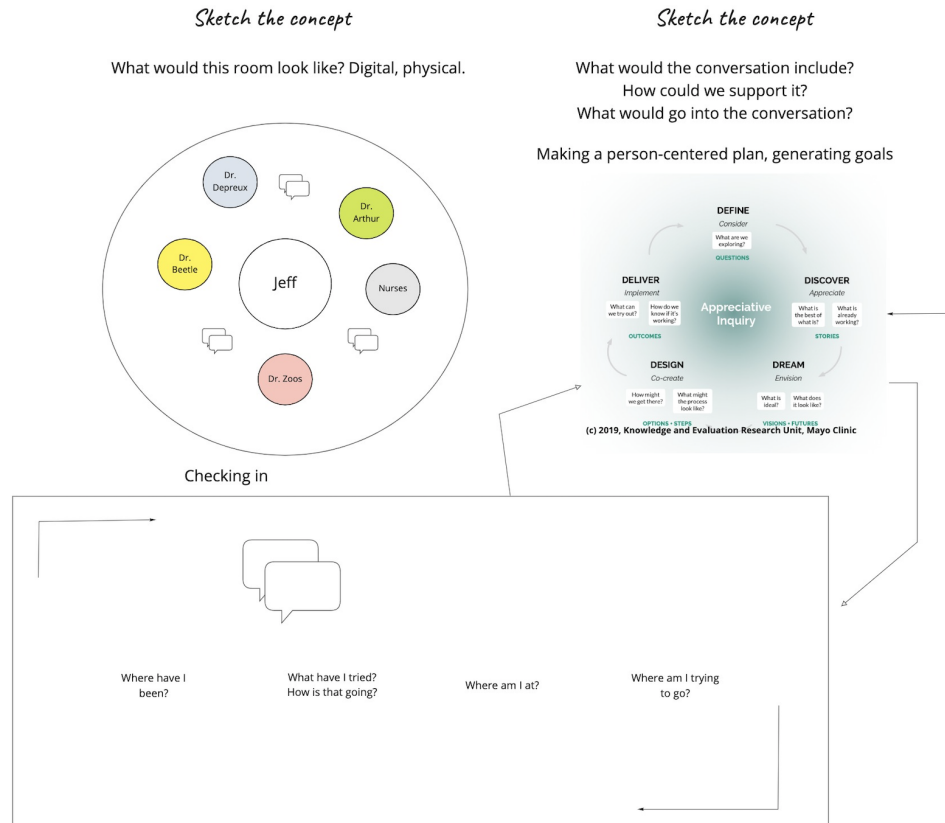 Sketch the concept
What would this room look like? Digital, physical.
Dr.
Depreux
Dr.
Arthur
Dr.
Beetle
Jeff
Nurses
Dr. Zoos
Sketch the concept
What would the conversation include?
How could we support it?
What would go into the conversation?
Making a person-centered plan, generating goals
DEFINE
Consider
What are we
exploring?
QUESTIONS
DISCOVER
Appreciate
What is
the best of
what is?
What is
already
working?
STORIES
DREAM
Envision
What is
ideal?
What does
it look like?
VISIONS + FUTURES
DESIGN
Co-create
How might
we get there?
What might
the process
look like?
OPTIONS + STEPS
DELIVER
Implement
What can
we try out?
How do we
know if it's
working?
OUTCOMES
Appreciative
Inquiry
(c) 2019, Knowledge and Evaluation Research Unit, Mayo Clinic
Checking in
Where have I
been?
What have I tried?
How is that going?
Where am I at?
Where am I trying
to go?